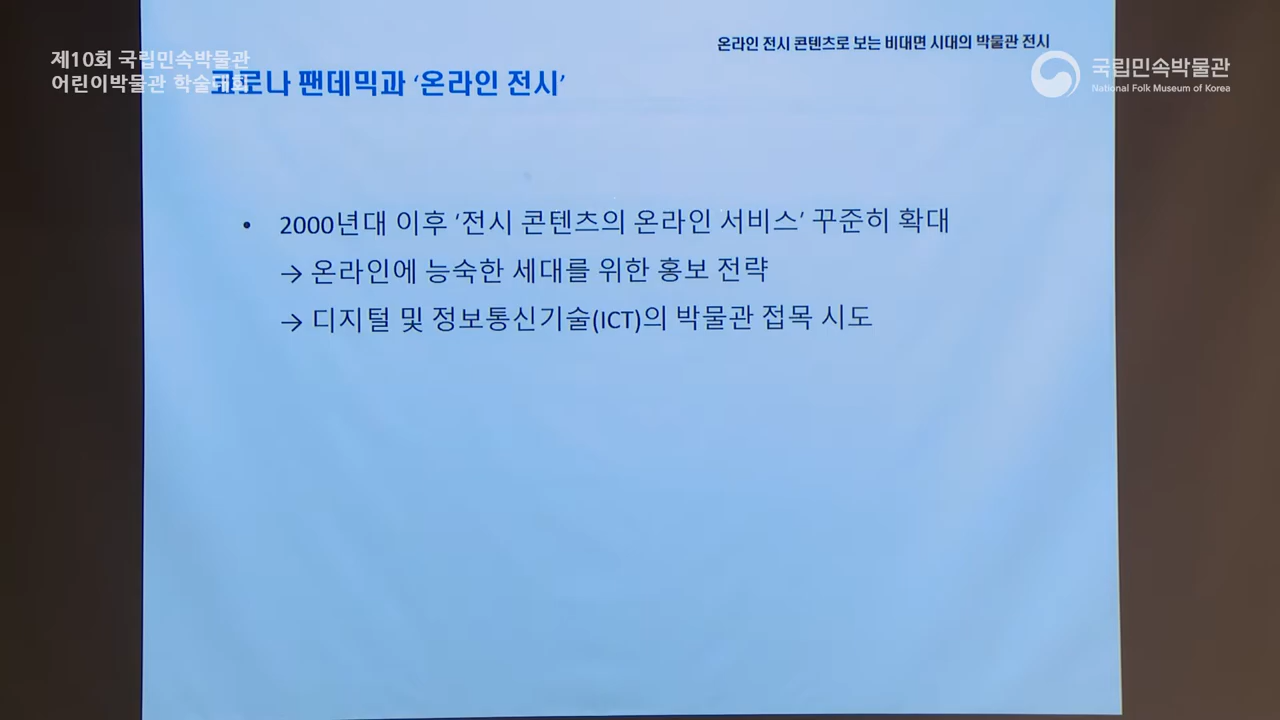 제10회 국립민속박물관
어린이박물관 학술대회
온라인 전시 콘텐츠로 보는 비대면 시대의 박물관 전시
국립민속박물관
National Folk Museum of Korea
코로나 팬데믹과 ‘온라인 전시’
• 2000년대 이후 ‘전시 콘텐츠의 온라인 서비스’ 꾸준히 확대
→ 온라인에 능숙한 세대를 위한 홍보 전략
→ 디지털 및 정보통신기술(ICT)의 박물관 접목 시도